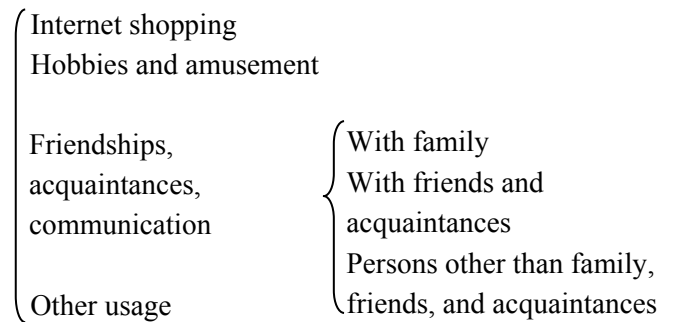 Internet shopping
Hobbies and amusement
Friendships,
acquaintances,
communication
Other usage
With family
With friends and
acquaintances
Persons other than family,
friends, and acquaintances